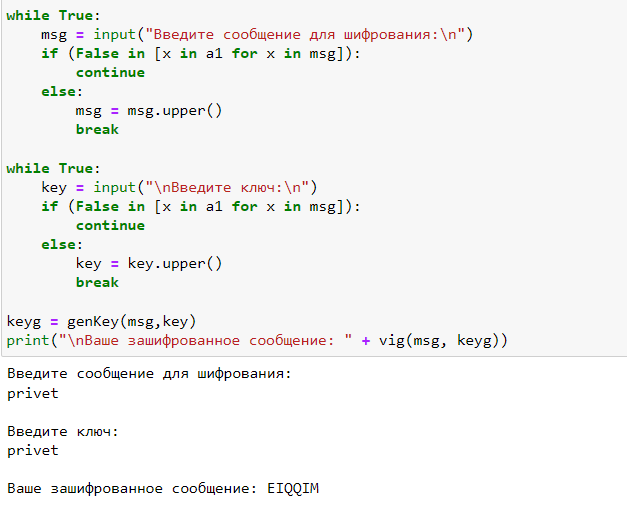 while True:
    msg = input("Введите сообщение для шифрования:\n")
    if (False in [x in a1 for x in msg]):
        continue
    else:
        msg = msg.upper()
        break

while True:
    key = input("\nВведите ключ:\n")
    if (False in [x in a1 for x in msg]):
        continue
    else:
        key = key.upper()
        break

keyg = genKey(msg,key)
print("\nВаше зашифрованное сообщение: " + vig(msg, keyg))
Введите сообщение для шифрования:
privet

Введите ключ:
privet

Ваше зашифрованное сообщение: EIQQIM